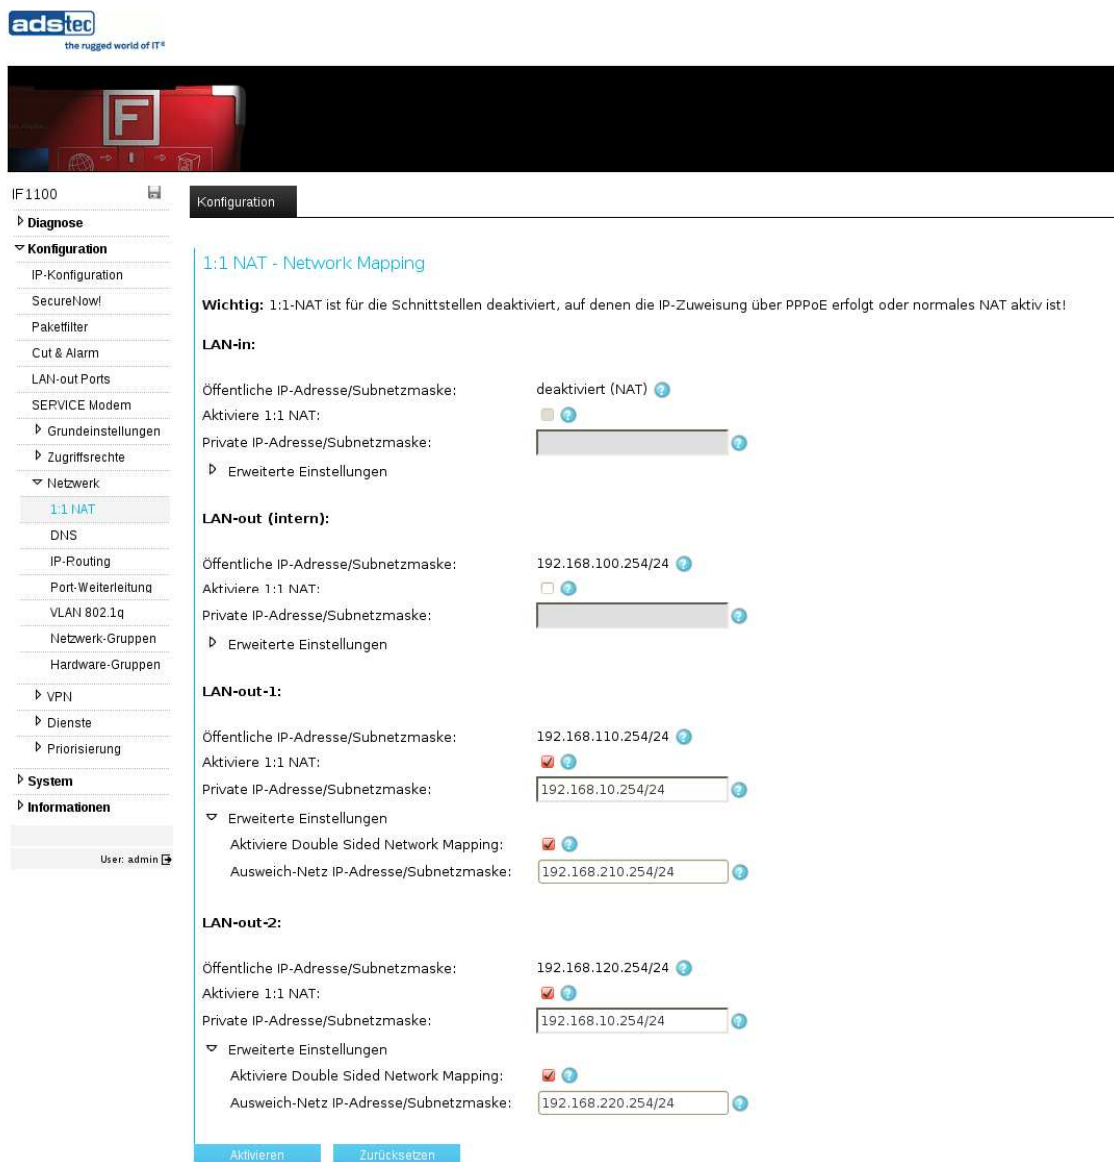 adstec
the rugged world of IT®
F
IF1100
Diagnose
Konfiguration
IP-Konfiguration
SecureNow!
Paketfilter
Cut & Alarm
LAN-out Ports
SERVICE Modem
Grundeinstellungen
Zugriffsrechte
Netzwerk
1:1 NAT
DNS
IP-Routing
Port-Weiterleitung
VLAN 802.1q
Netzwerk-Gruppen
Hardware-Gruppen
VPN
Dienste
Priorisierung
System
Informationen
User: admin
Konfiguration
1:1 NAT - Network Mapping
Wichtig: 1:1-NAT ist für die Schnittstellen deaktiviert, auf denen die IP-Zuweisung über PPPoE erfolgt oder normales NAT aktiv ist!
LAN-in:
Öffentliche IP-Adresse/Subnetzmaske: deaktiviert (NAT) ?
Aktiviere 1:1 NAT: ?
Private IP-Adresse/Subnetzmaske: ?
Erweiterte Einstellungen
LAN-out (intern):
Öffentliche IP-Adresse/Subnetzmaske: 192.168.100.254/24 ?
Aktiviere 1:1 NAT: ?
Private IP-Adresse/Subnetzmaske: ?
Erweiterte Einstellungen
LAN-out-1:
Öffentliche IP-Adresse/Subnetzmaske: 192.168.110.254/24 ?
Aktiviere 1:1 NAT: ?
Private IP-Adresse/Subnetzmaske: 192.168.10.254/24 ?
Erweiterte Einstellungen
Aktiviere Double Sided Network Mapping: ?
Ausweich-Netz IP-Adresse/Subnetzmaske: 192.168.210.254/24 ?
LAN-out-2:
Öffentliche IP-Adresse/Subnetzmaske: 192.168.120.254/24 ?
Aktiviere 1:1 NAT: ?
Private IP-Adresse/Subnetzmaske: 192.168.10.254/24 ?
Erweiterte Einstellungen
Aktiviere Double Sided Network Mapping: ?
Ausweich-Netz IP-Adresse/Subnetzmaske: 192.168.220.254/24 ?
Aktivieren Zurücksetzen